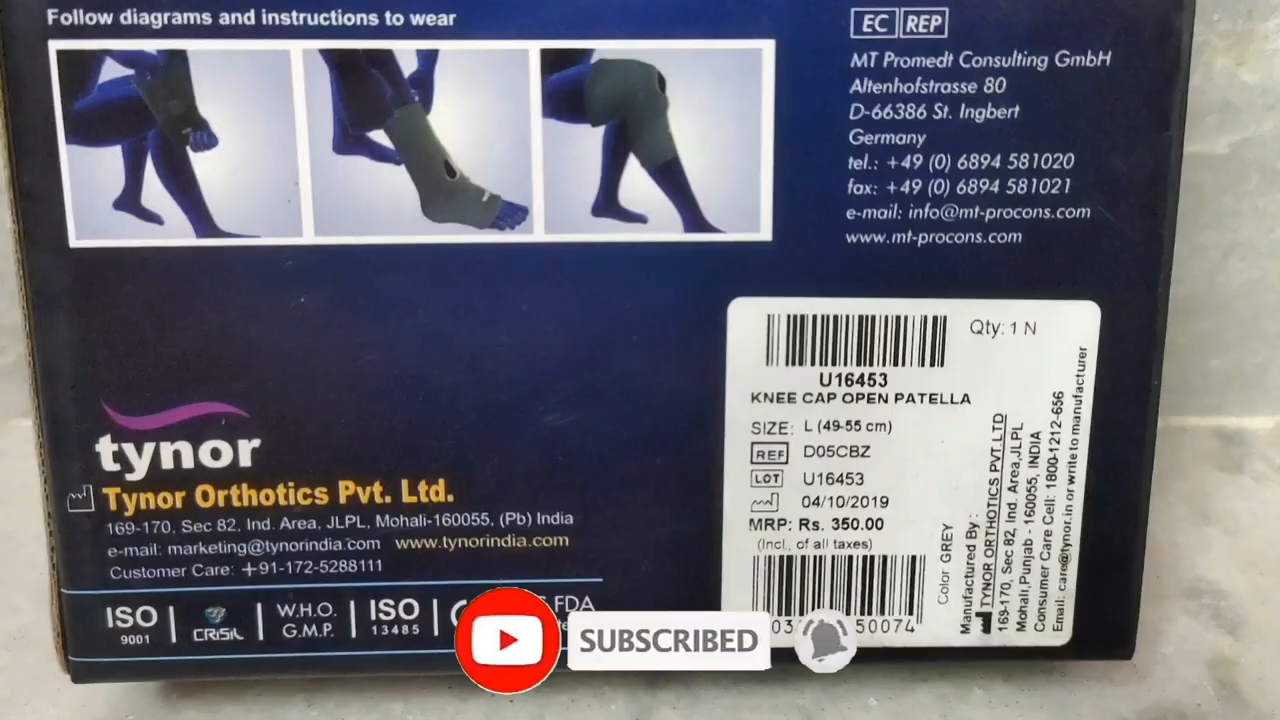 Follow diagrams and instructions to wear
EC REP
MT Promedt Consulting GmbH
Altenhofstrasse 80
D-66386 St. Ingbert
Germany
tel.: +49 (0) 6894 581020
fax: +49 (0) 6894 581021
e-mail: info@mt-procons.com
www.mt-procons.com
tynor
Tynor Orthotics Pvt. Ltd.
169-170, Sec 82, Ind. Area, JLPL, Mohali-160055, (Pb) India
e-mail: marketing@tynorindia.com www.tynorindia.com
Customer Care: +91-172-5288111
ISO
9001
CRISIL
W.H.O.
G.M.P.
ISO
13485
FDA
Qty: 1 N
U16453
KNEE CAP OPEN PATELLA
SIZE: L (49-55 cm)
REF D05CBZ
LOT U16453
04/10/2019
MRP: Rs. 350.00
(Incl., of all taxes)
50074
Color GREY
Manufactured By :
TYNOR ORTHOTICS PVT.LTD
169-170, Sec 82, Ind. Area,JLPL
Mohali,Punjab - 160055, INDIA
Consumer Care Cell: 1800-1212-656
Email: care@tynor.in or write to manufacturer
SUBSCRIBED